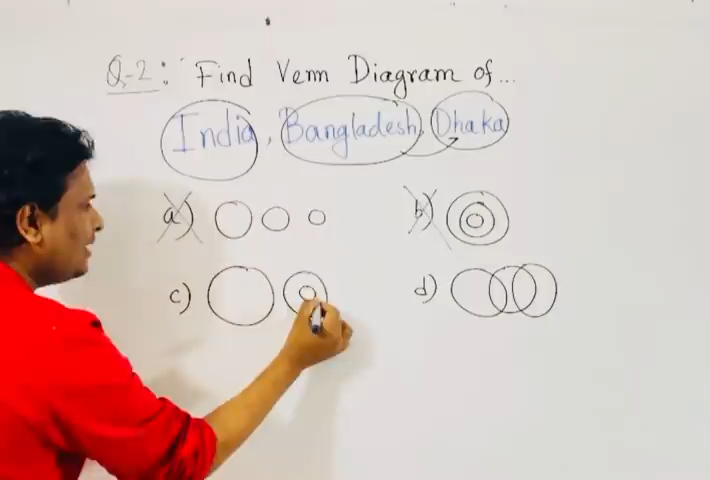 Q-2: Find Venn Diagram of...
India, Bangladesh, Dhaka
a) b)
c) d)